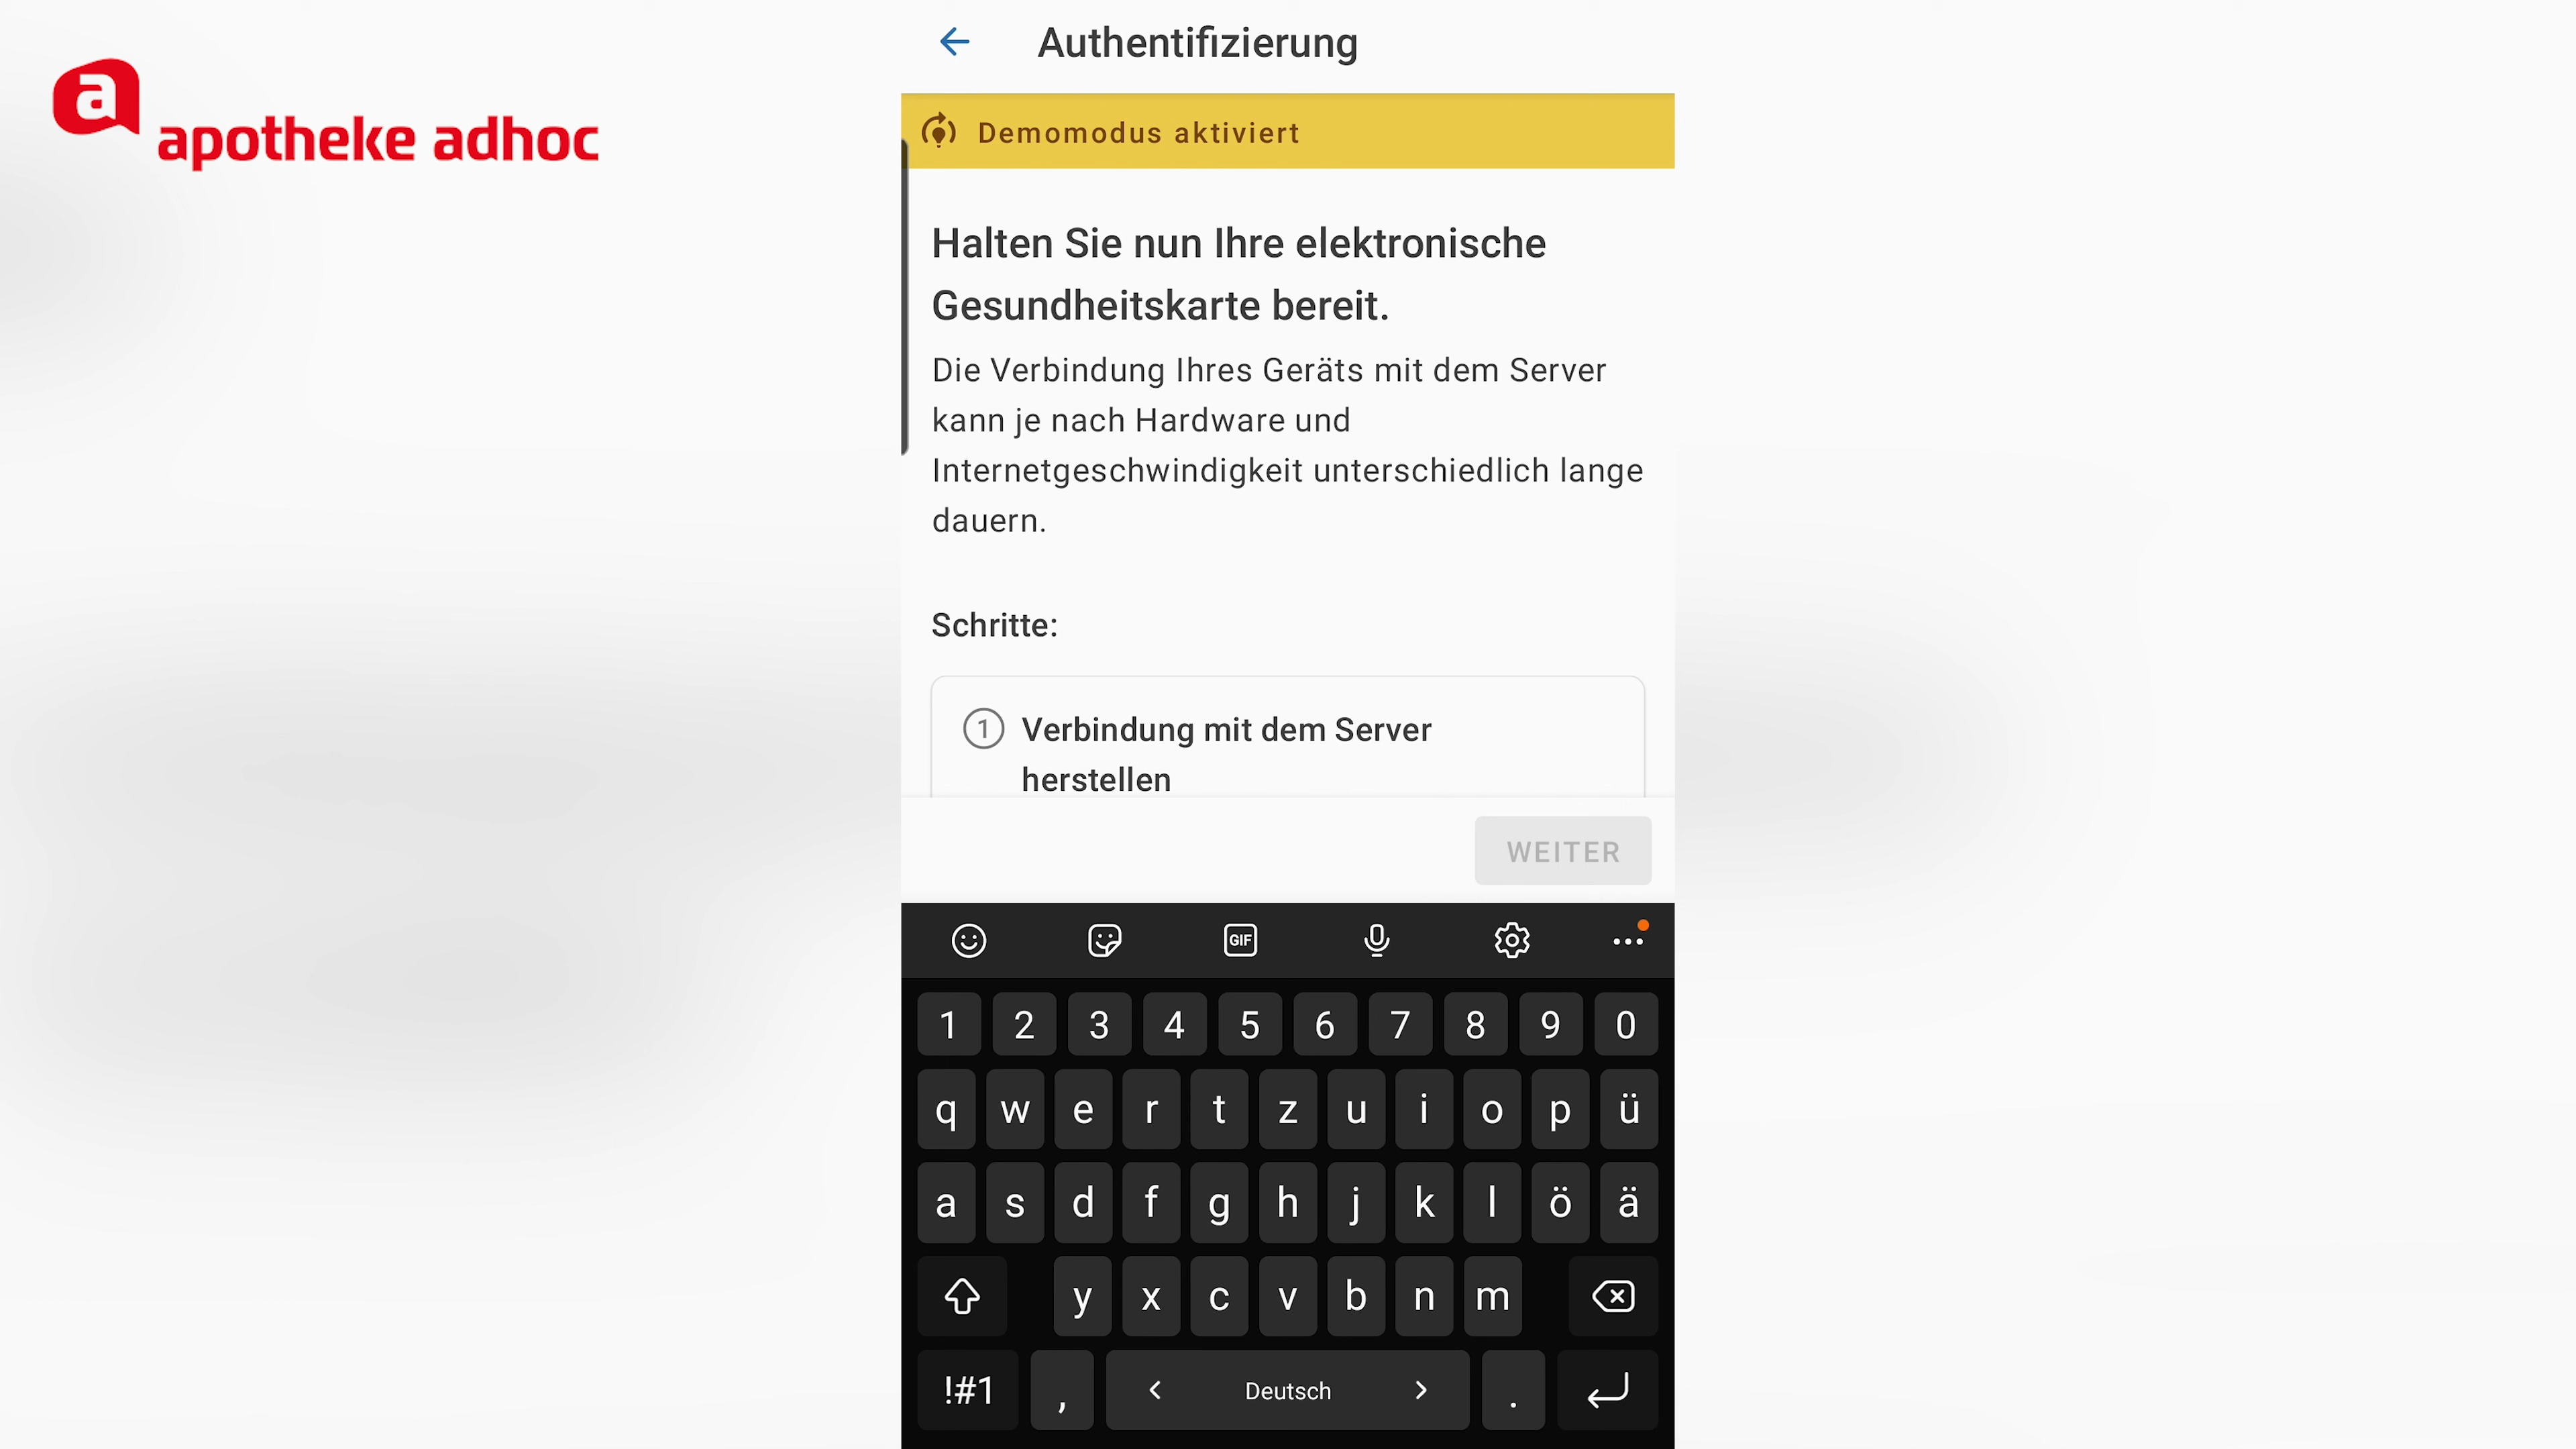 a
apotheke adhoc
Authentifizierung
Demomodus aktiviert
Halten Sie nun Ihre elektronische
Gesundheitskarte bereit.
Die Verbindung Ihres Geräts mit dem Server
kann je nach Hardware und
Internetgeschwindigkeit unterschiedlich lange
dauern.
Schritte:
1 Verbindung mit dem Server
herstellen
WEITER
GIF
1 2 3 4 5 6 7 8 9 0
q w e r t z u i o p ü
a s d f g h j k l ö ä
y x c v b n m
!#1 , < Deutsch > .